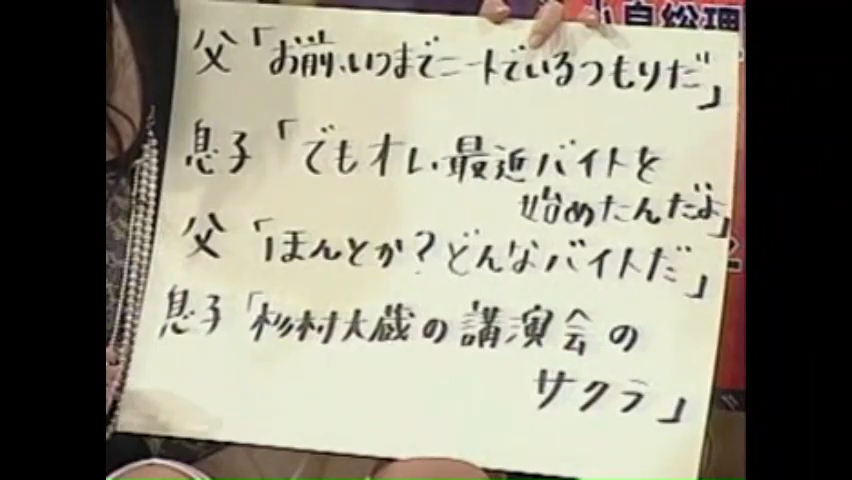 父「お前、いつまでニートでいるつもりだ」
息子「でもオレ、最近バイトを
始めたんだよ」
父「ほんとか?どんなバイトだ」
息子「杉村大蔵の講演会の
サクラ」